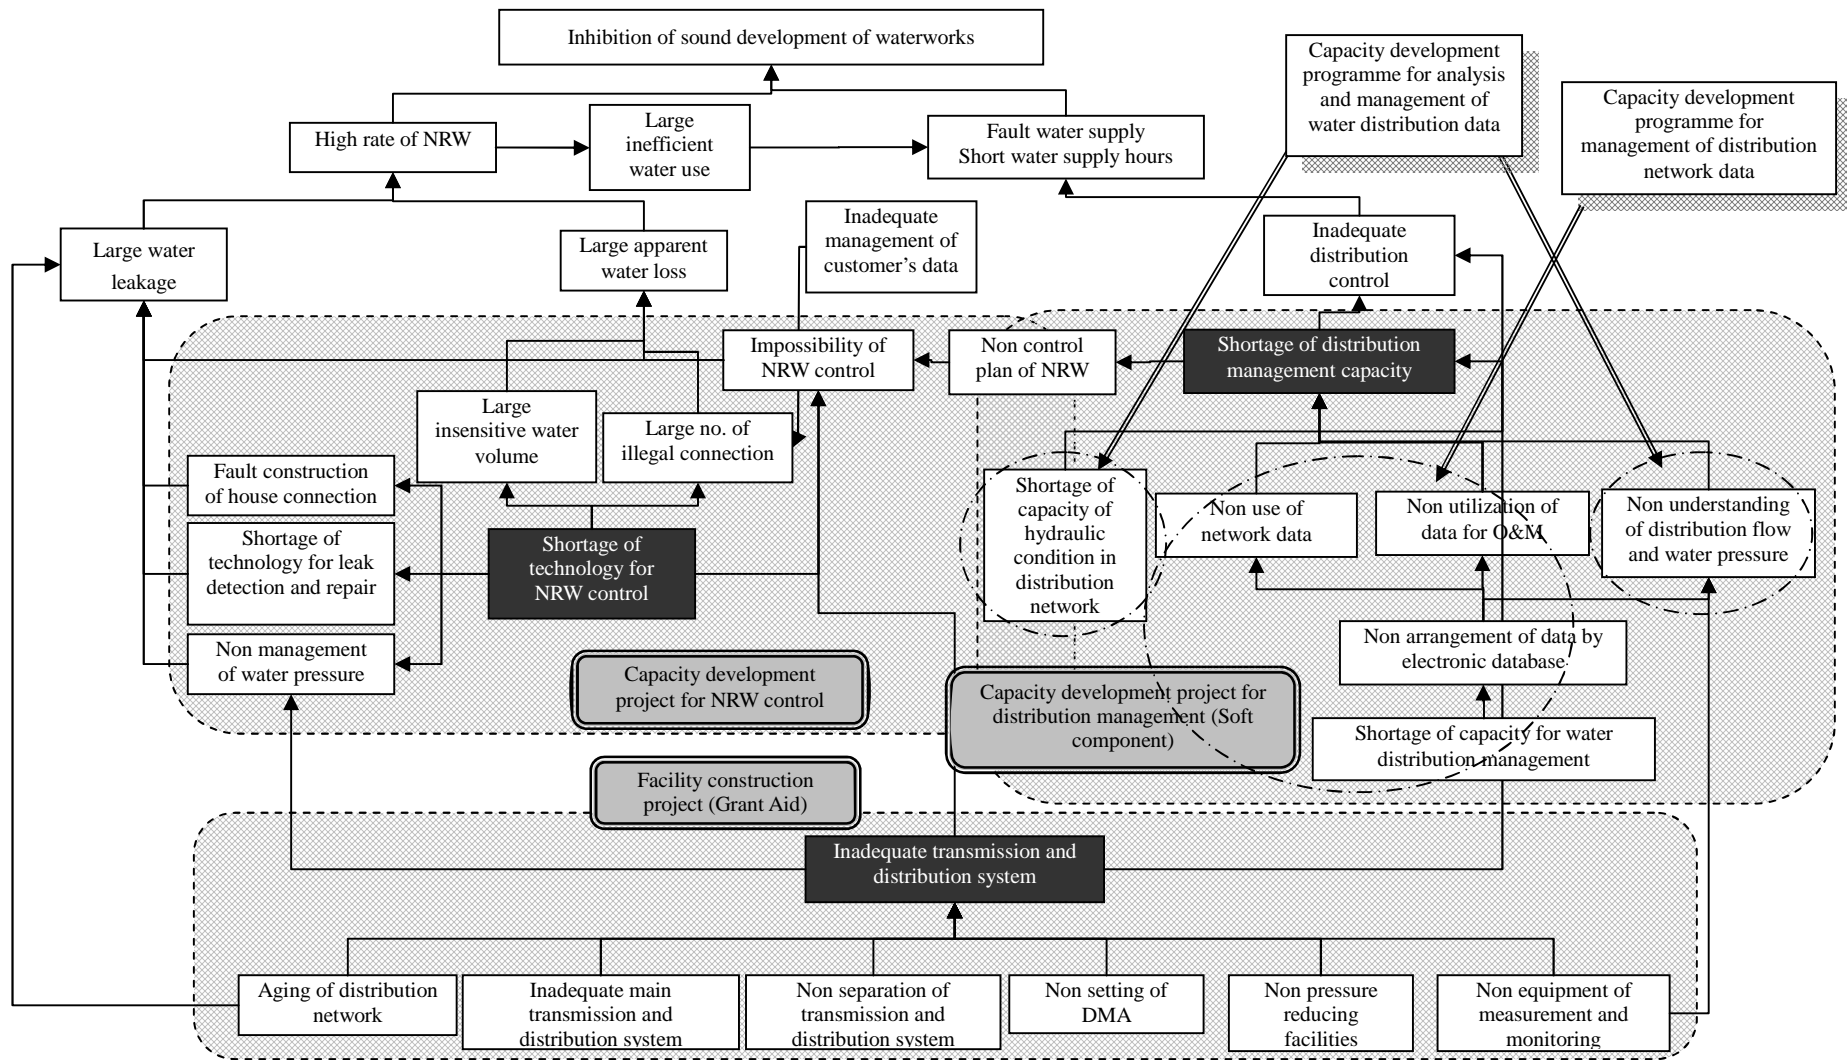 Inhibition of sound development of waterworks
Capacity development
programme for analysis
and management of
water distribution data
Capacity development
programme for
management of distribution
network data
High rate of NRW
Large
inefficient
water use
Fault water supply
Short water supply hours
Large water
leakage
Large apparent
water loss
Inadequate
management of
customer's data
Inadequate
distribution
control
Impossibility of
NRW control
Non control
plan of NRW
Shortage of distribution
management capacity
Large
insensitive water
volume
Large no. of
illegal connection
Fault construction
of house connection
Shortage of
technology for leak
detection and repair
Non management
of water pressure
Shortage of
technology for
NRW control
Shortage of
capacity of
hydraulic
condition in
distribution
network
Non use of
network data
Non utilization of
data for O&M
Non understanding
of distribution flow
and water pressure
Non arrangement of data by
electronic database
Shortage of capacity for water
distribution management
Capacity development
project for NRW control
Capacity development project for
distribution management (Soft
component)
Facility construction
project (Grant Aid)
Inadequate transmission and
distribution system
Aging of distribution
network
Inadequate main
transmission and
distribution system
Non separation of
transmission and
distribution system
Non setting of
DMA
Non pressure
reducing
facilities
Non equipment of
measurement and
monitoring